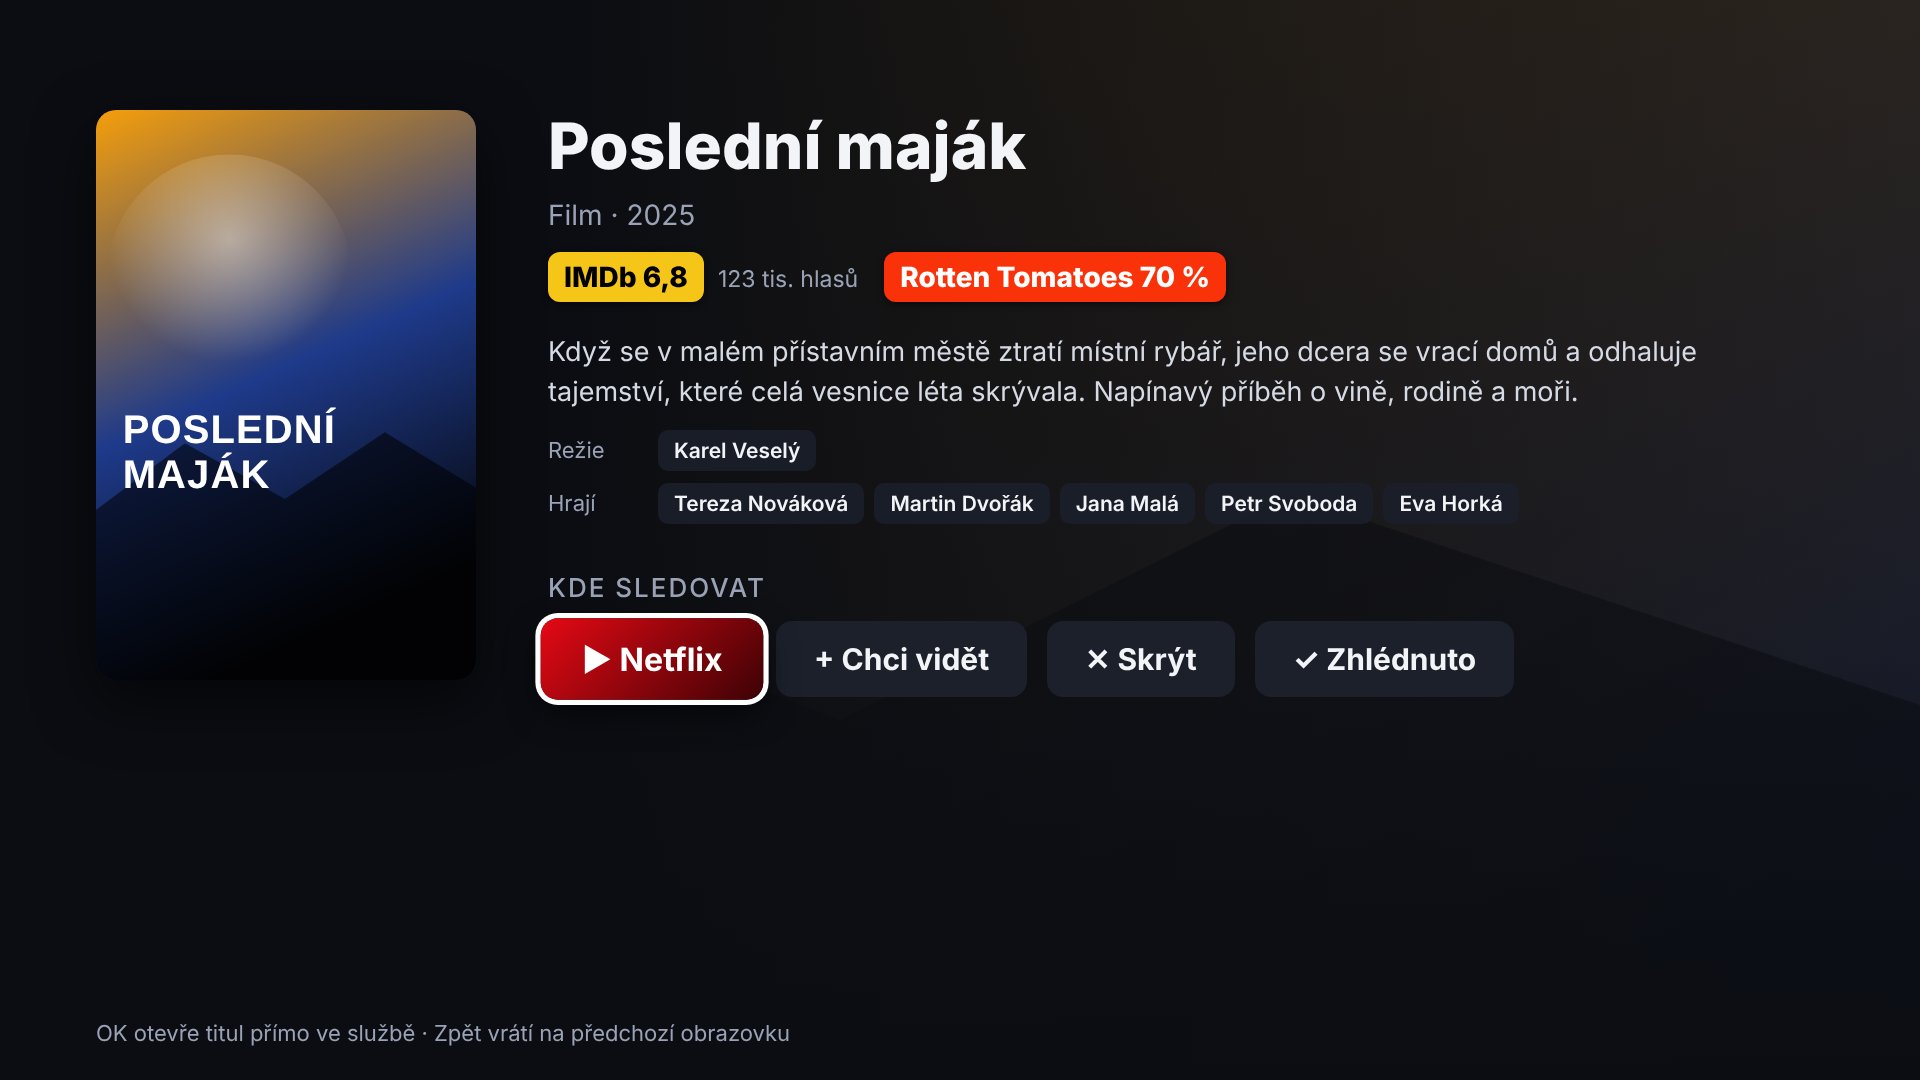 POSLEDNÍ
MAJÁK
Poslední maják
Film · 2025
IMDb 6,8 123 tis. hlasů Rotten Tomatoes 70 %
Když se v malém přístavním městě ztratí místní rybář, jeho dcera se vrací domů a odhaluje
tajemství, které celá vesnice léta skrývala. Napínavý příběh o vině, rodině a moři.
Režie Karel Veselý
Hrají Tereza Nováková Martin Dvořák Jana Malá Petr Svoboda Eva Horká
KDE SLEDOVAT
▶ Netflix + Chci vidět ✕ Skrýt ✓ Zhlédnuto
OK otevře titul přímo ve službě · Zpět vrátí na předchozí obrazovku